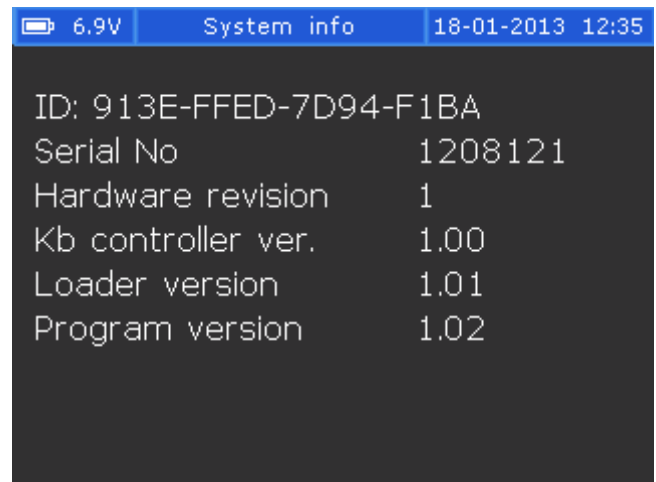 6.9V System info 18-01-2013 12:35
ID: 913E-FFED-7D94-F1BA
Serial No 1208121
Hardware revision 1
Kb controller ver. 1.00
Loader version 1.01
Program version 1.02